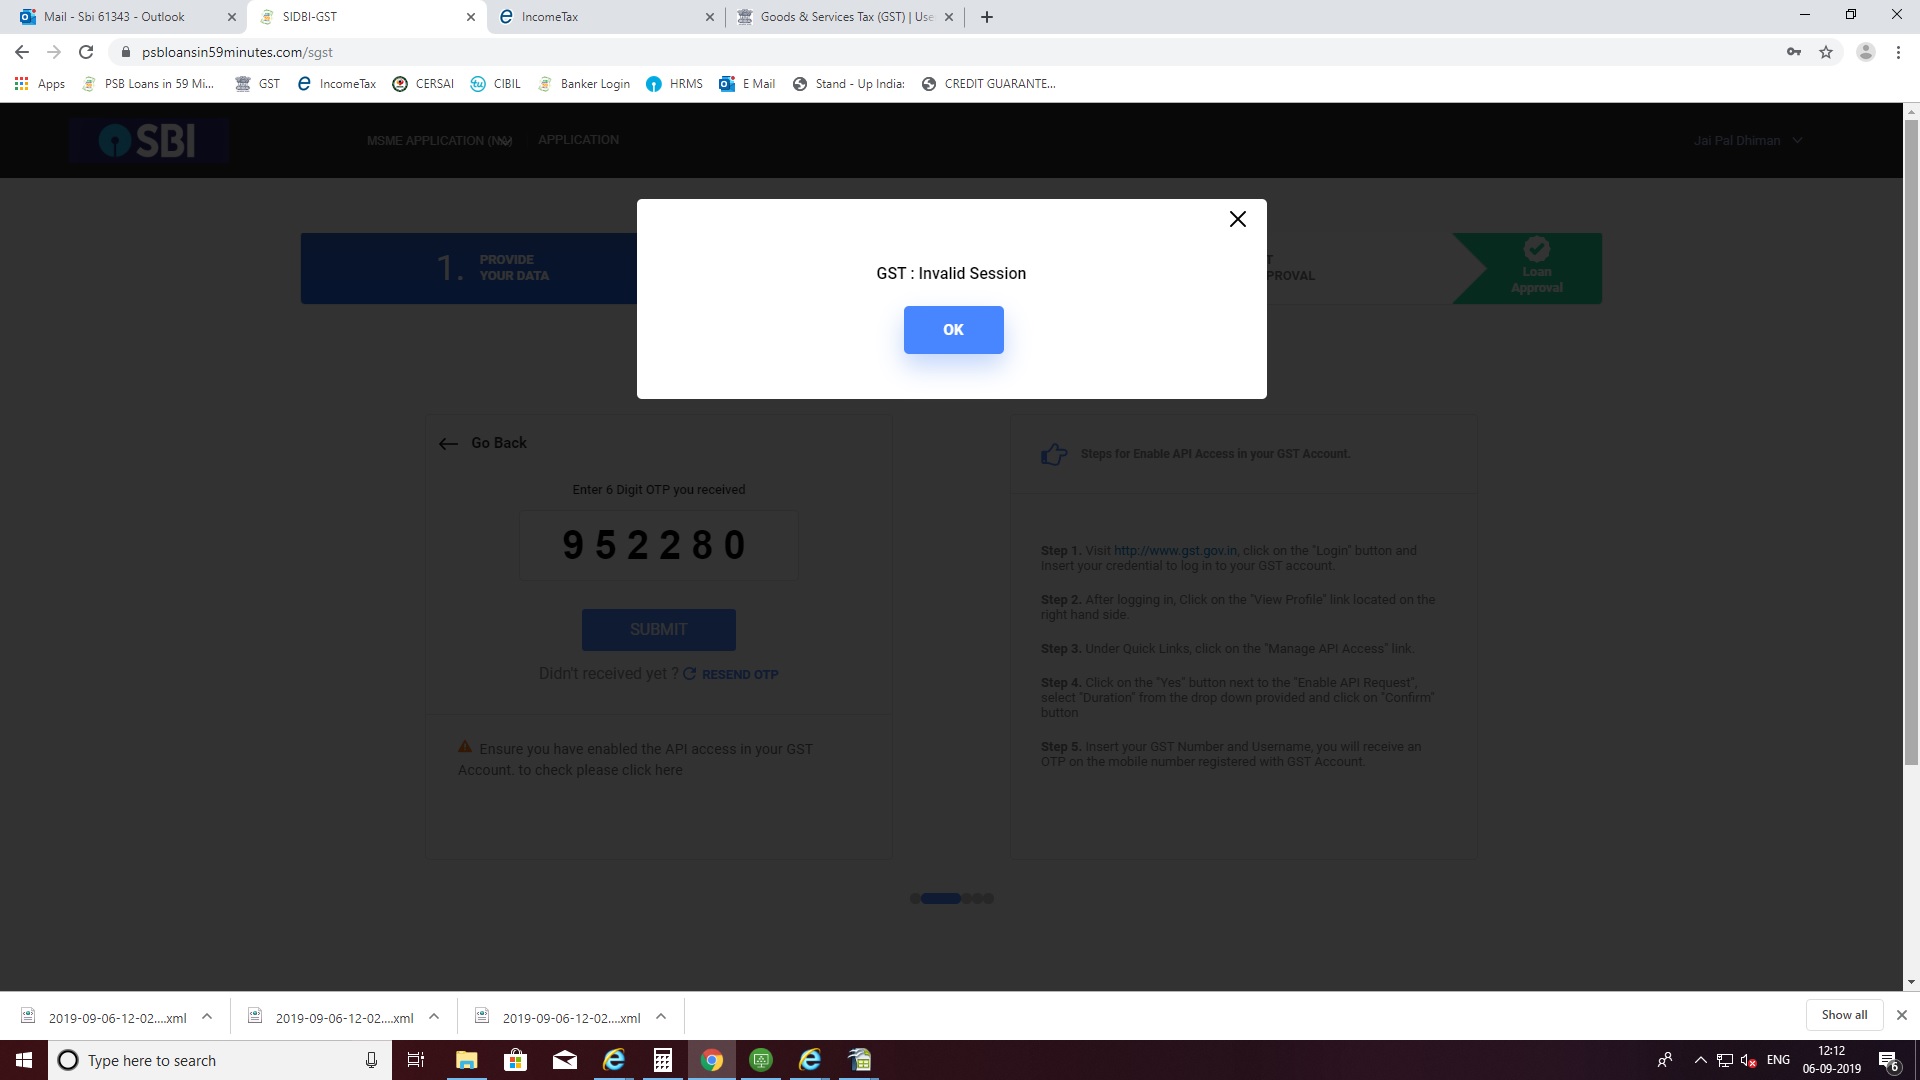 Mail - Sbi 61343 - Outlook
SIDBI-GST
IncomeTax
Goods & Services Tax (GST) | Use
psbloansin59minutes.com/sgst
Apps
PSB Loans in 59 Mi...
GST
IncomeTax
CERSAI
CIBIL
Banker Login
HRMS
E Mail
Stand - Up India:
CREDIT GUARANTE...
SBI
MSME APPLICATION
APPLICATION
Jai Pal Dhiman
1.
PROVIDE
YOUR DATA
PROVAL
Loan
Approval
GST : Invalid Session
OK
Go Back
Enter 6 Digit OTP you received
952280
SUBMIT
Didn't received yet ? RESEND OTP
Ensure you have enabled the API access in your GST
Account. to check please click here
Steps for Enable API Access in your GST Account.
Step 1. Visit http://www.gst.gov.in, click on the "Login" button and
Insert your credential to log in to your GST account.
Step 2. After logging in, Click on the "View Profile" link located on the
right hand side.
Step 3. Under Quick Links, click on the "Manage API Access" link.
Step 4. Click on the "Yes" button next to the "Enable API Request",
select "Duration" from the drop down provided and click on "Confirm"
button
Step 5. Insert your GST Number and Username, you will receive an
OTP on the mobile number registered with GST Account.
2019-09-06-12-02....xml
2019-09-06-12-02....xml
2019-09-06-12-02....xml
Show all
Type here to search
ENG
12:12
06-09-2019
6